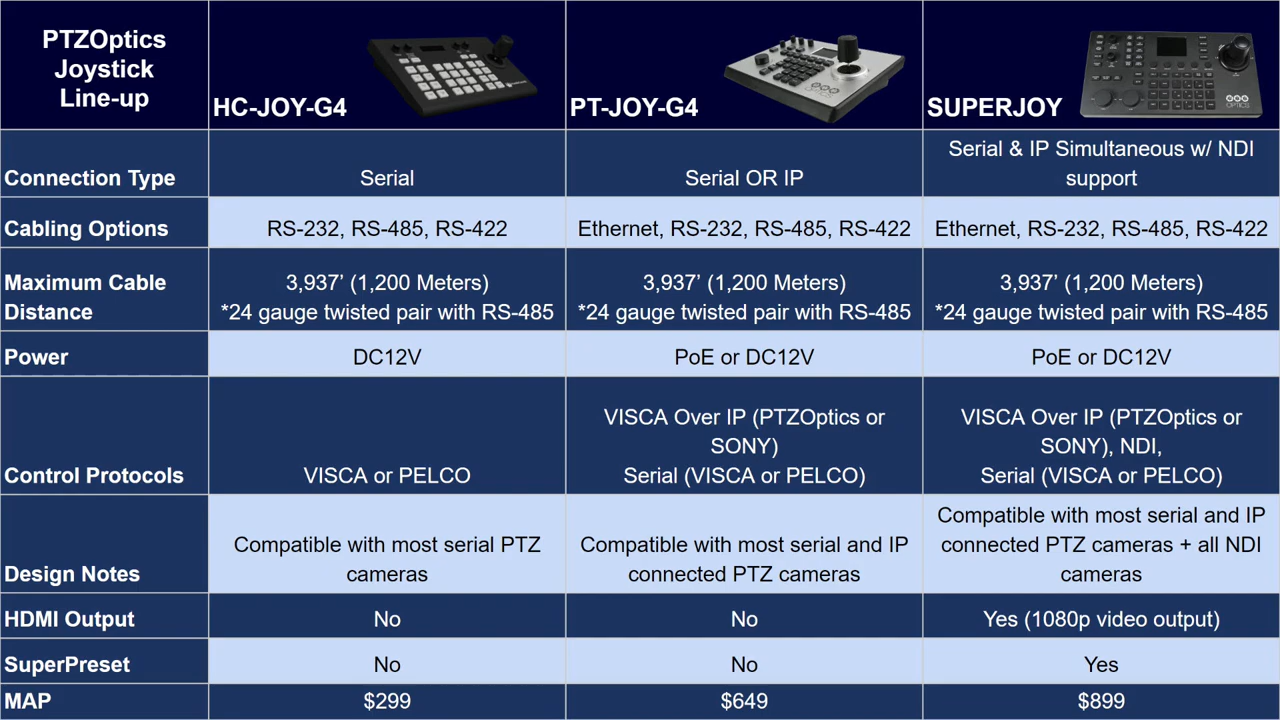 PTZOptics
Joystick
Line-up
HC-JOY-G4
PT-JOY-G4
SUPERJOY
OPTICS
Connection Type
Serial
Serial OR IP
Serial & IP Simultaneous w/ NDI
support
Cabling Options
RS-232, RS-485, RS-422
Ethernet, RS-232, RS-485, RS-422
Ethernet, RS-232, RS-485, RS-422
Maximum Cable
Distance
3,937’ (1,200 Meters)
*24 gauge twisted pair with RS-485
3,937’ (1,200 Meters)
*24 gauge twisted pair with RS-485
3,937’ (1,200 Meters)
*24 gauge twisted pair with RS-485
Power
DC12V
PoE or DC12V
PoE or DC12V
Control Protocols
VISCA or PELCO
VISCA Over IP (PTZOptics or
SONY)
Serial (VISCA or PELCO)
VISCA Over IP (PTZOptics or
SONY), NDI,
Serial (VISCA or PELCO)
Design Notes
Compatible with most serial PTZ
cameras
Compatible with most serial and IP
connected PTZ cameras
Compatible with most serial and IP
connected PTZ cameras + all NDI
cameras
HDMI Output
No
No
Yes (1080p video output)
SuperPreset
No
No
Yes
MAP
$299
$649
$899